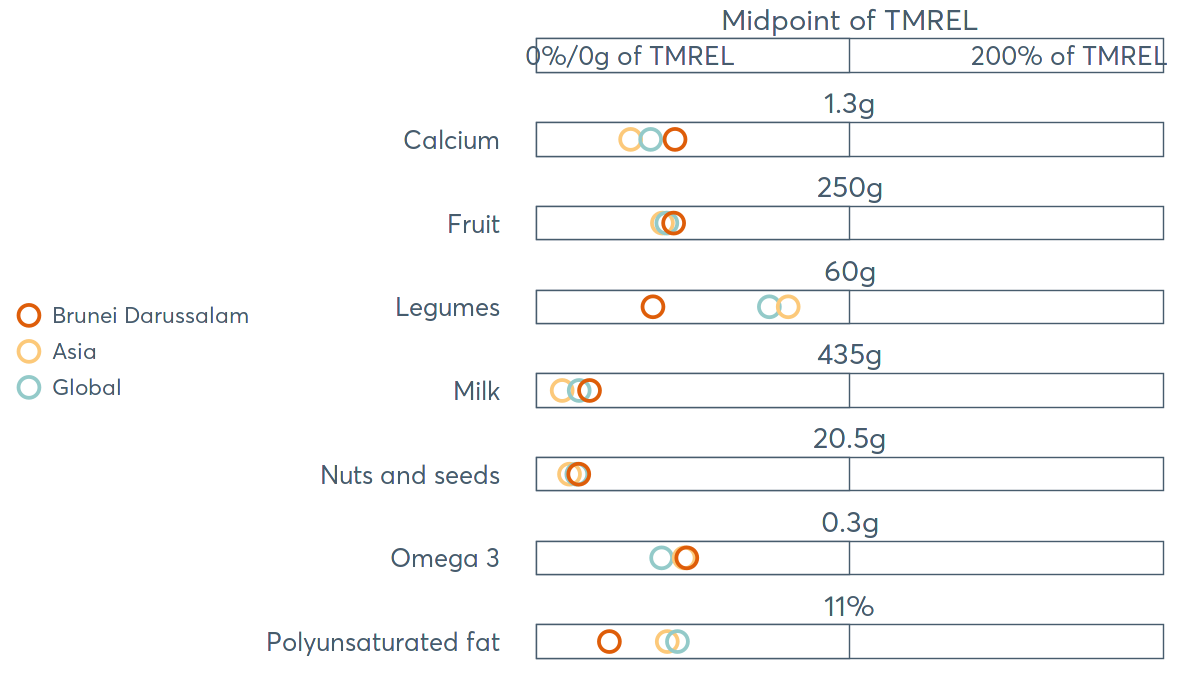 Midpoint of TMREL
0%/0g of TMREL
200% of TMREL
1.3g
Calcium
250g
Fruit
60g
Legumes
435g
Milk
20.5g
Nuts and seeds
0.3g
Omega 3
11%
Polyunsaturated fat
Brunei Darussalam
Asia
Global